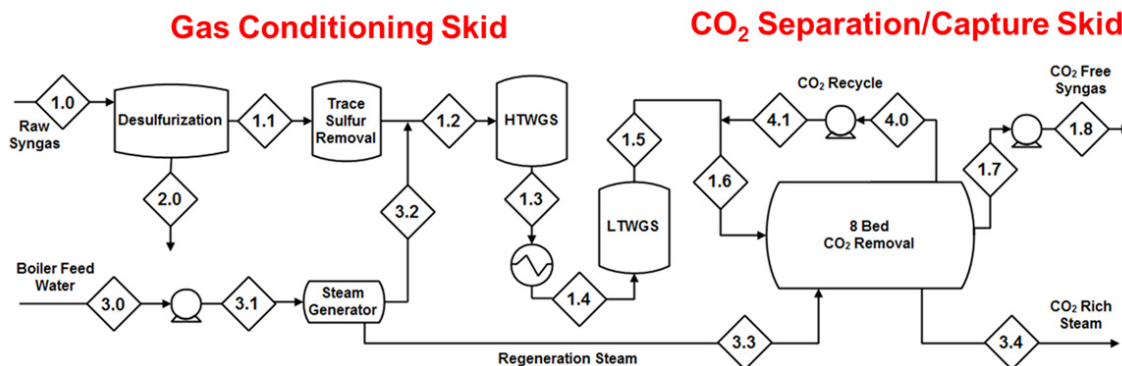 Gas Conditioning Skid
CO₂ Separation/Capture Skid
1.0
Raw
Syngas
Desulfurization
1.1
Trace
Sulfur
Removal
1.2
HTWGS
1.3
1.4
LTWGS
1.5
1.6
CO₂ Recycle
4.1
4.0
CO₂ Free
Syngas
1.7
1.8
8 Bed
CO₂ Removal
2.0
3.2
Boiler Feed
Water
3.0
3.1
Steam
Generator
Regeneration Steam
3.3
3.4
CO₂ Rich
Steam